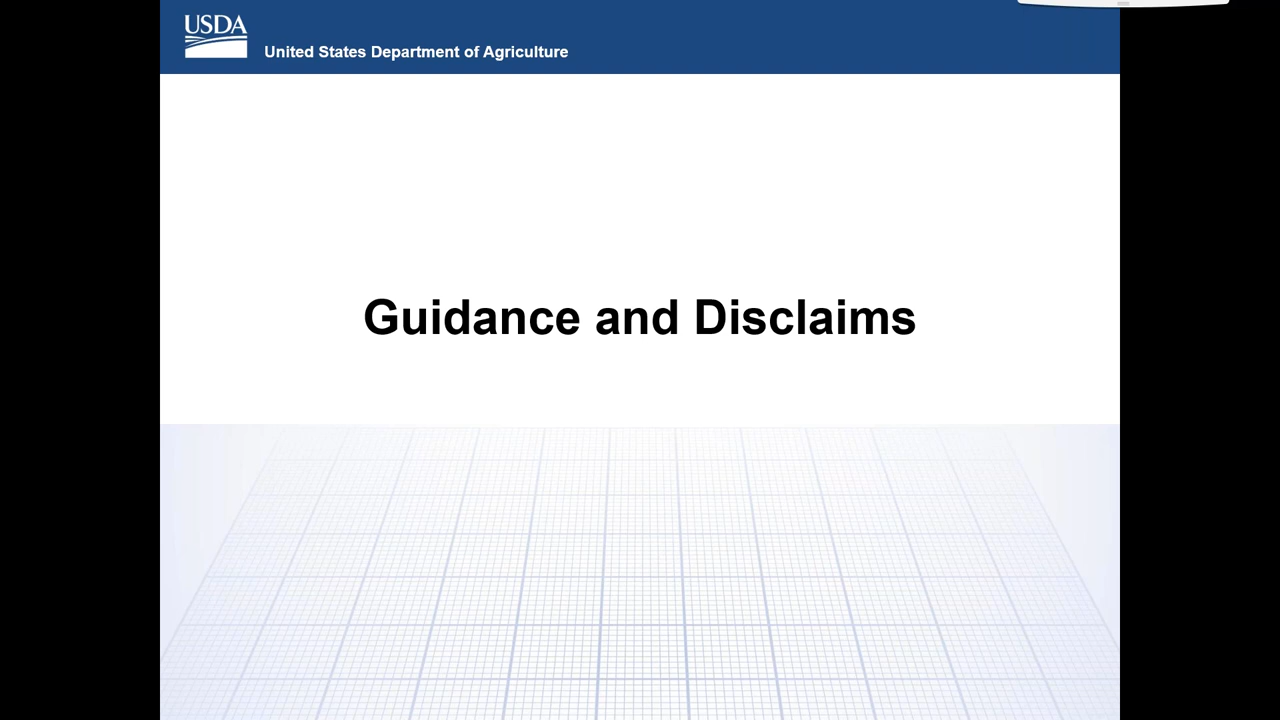 USDA
United States Department of Agriculture
Guidance and Disclaims